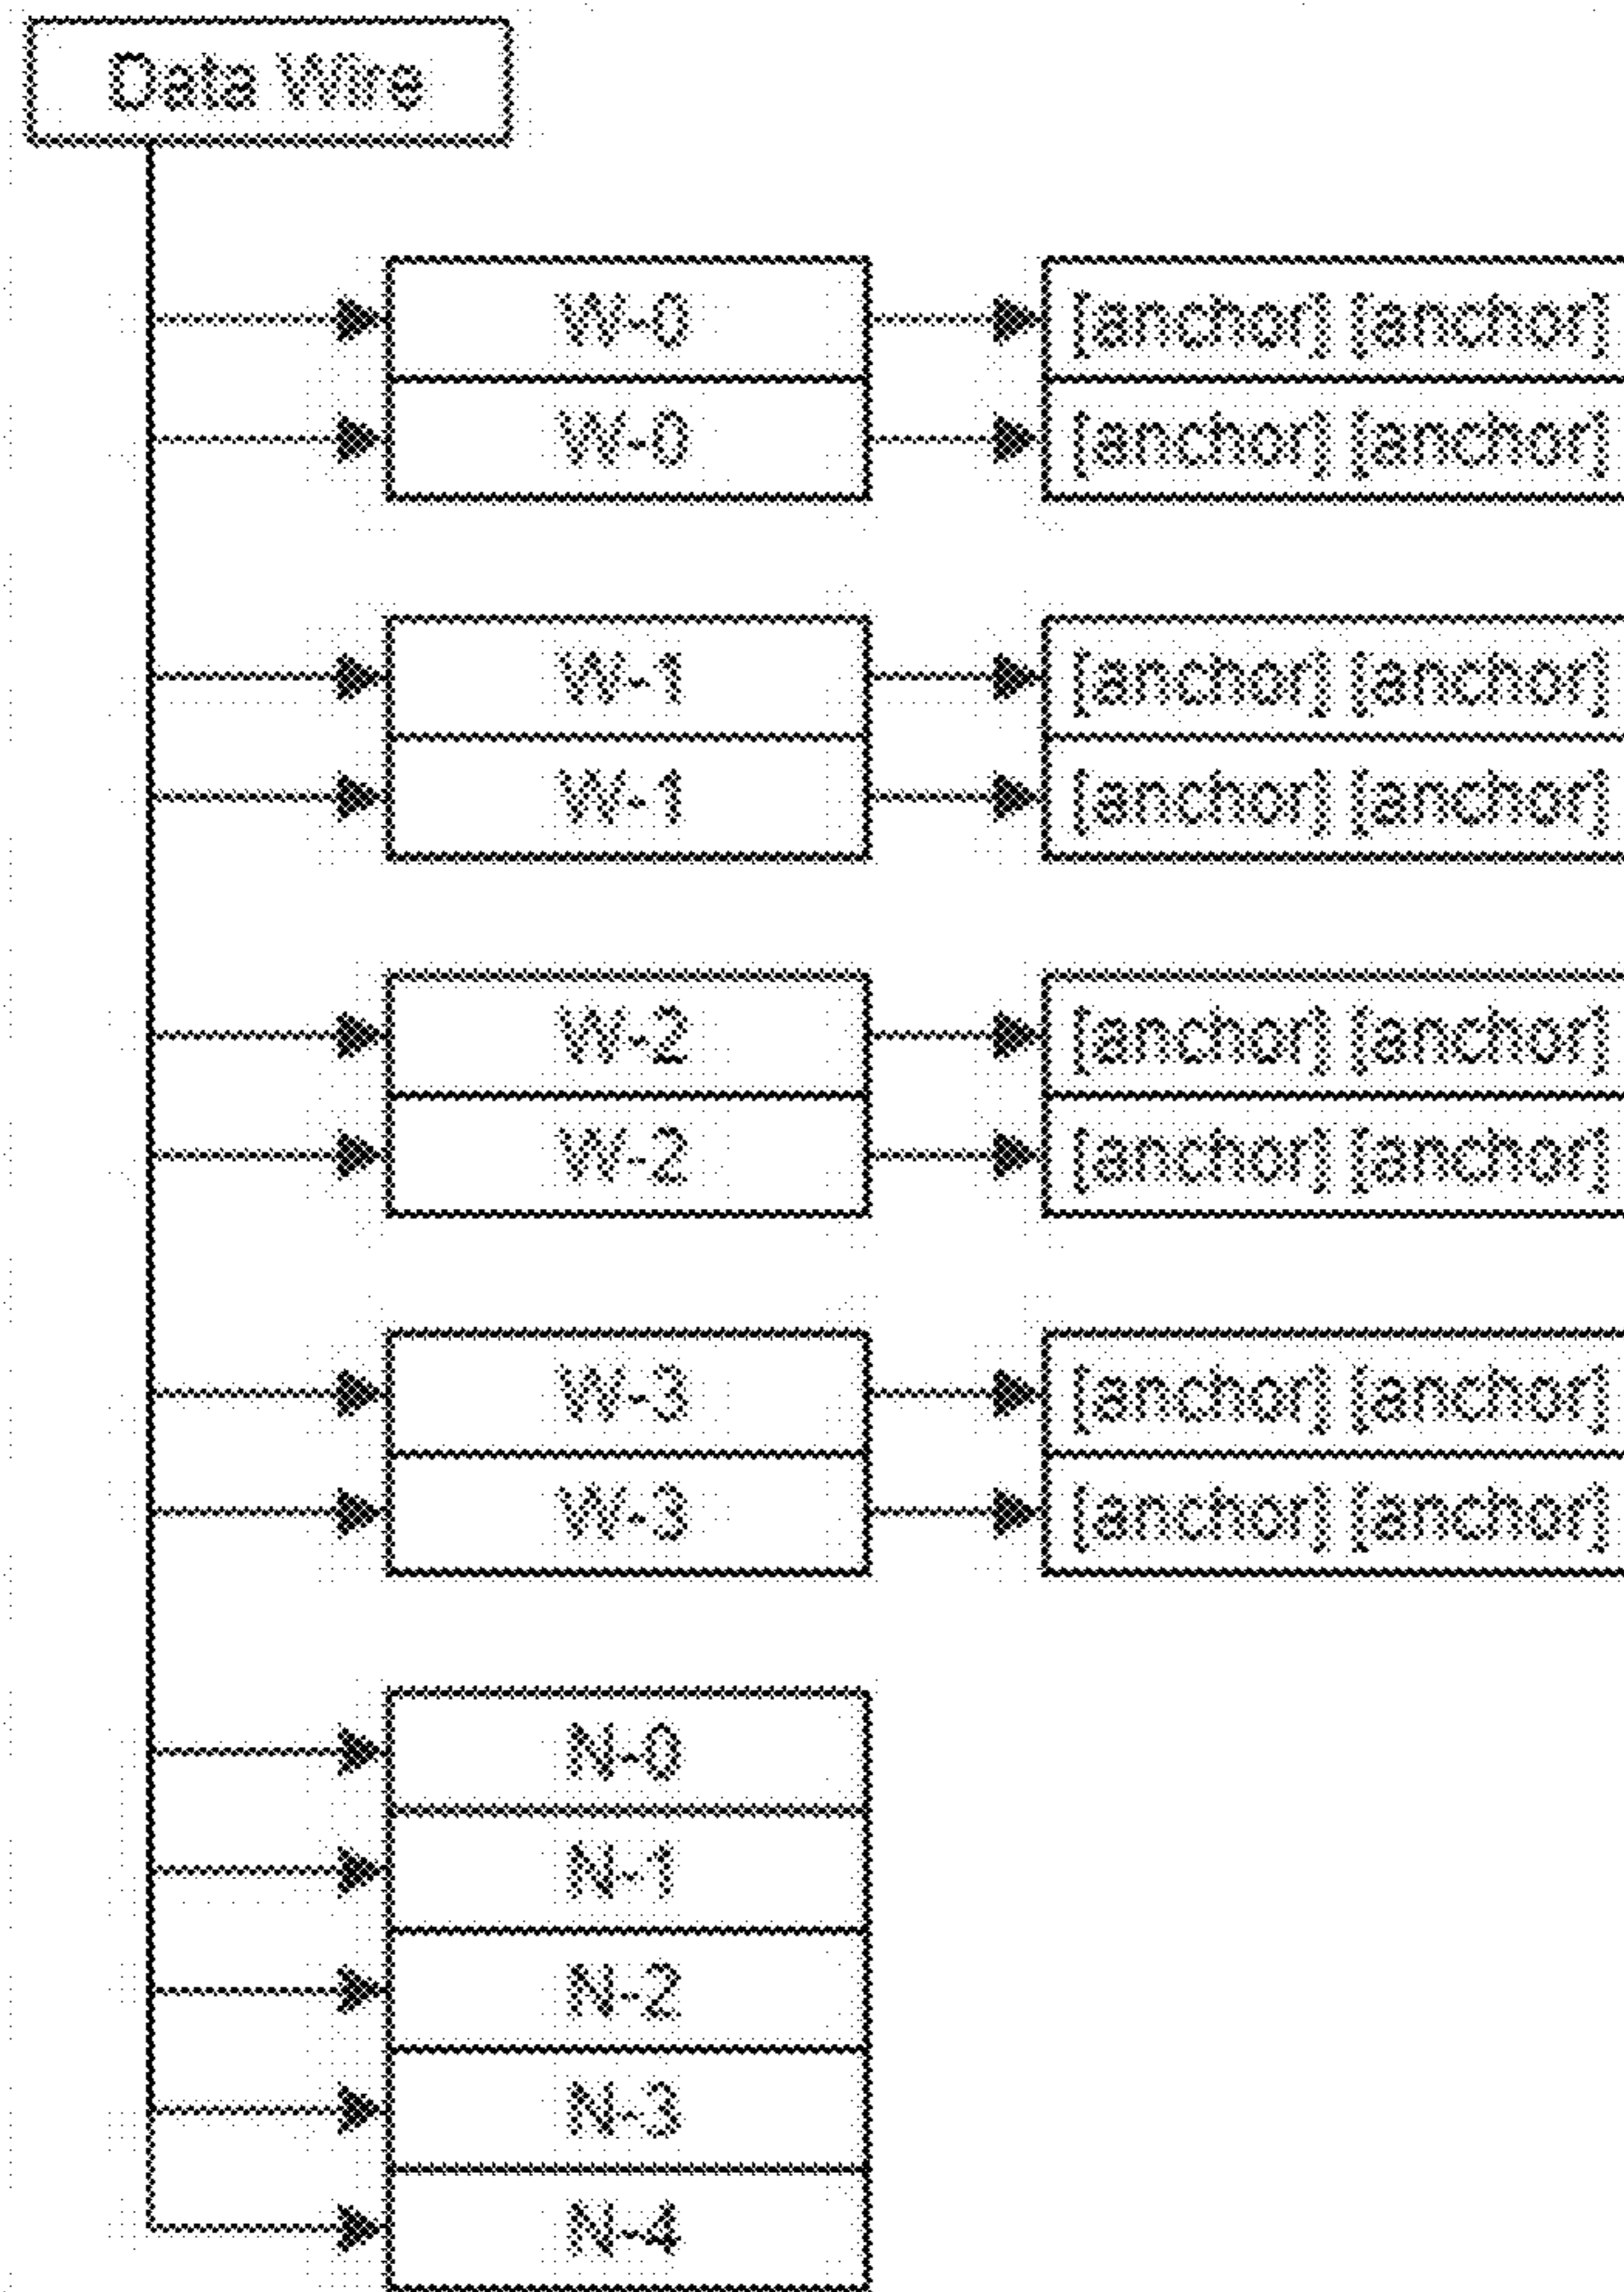 Data Wire
W-0 [anchor] [anchor]
W-0 [anchor] [anchor]
W-1 [anchor] [anchor]
W-1 [anchor] [anchor]
W-2 [anchor] [anchor]
W-2 [anchor] [anchor]
W-3 [anchor] [anchor]
W-3 [anchor] [anchor]
N-0
N-1
N-2
N-3
N-4